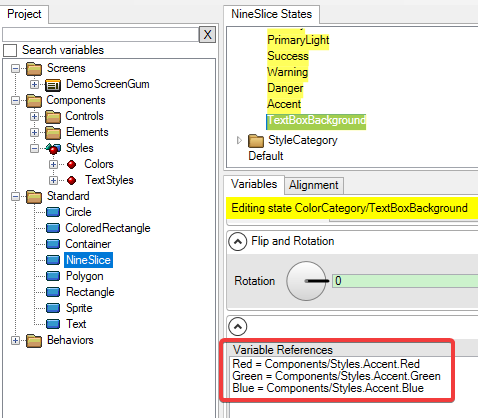 Project
X
Search variables
Screens
DemoScreenGum
Components
Controls
Elements
Styles
Colors
TextStyles
Standard
Circle
ColoredRectangle
Container
NineSlice
Polygon
Rectangle
Sprite
Text
Behaviors
NineSlice States
PrimaryLight
Success
Warning
Danger
Accent
TextBoxBackground
StyleCategory
Default
Variables
Alignment
Editing state ColorCategory/TextBoxBackground
Flip and Rotation
Rotation
0
Variable References
Red = Components/Styles.Accent.Red
Green = Components/Styles.Accent.Green
Blue = Components/Styles.Accent.Blue